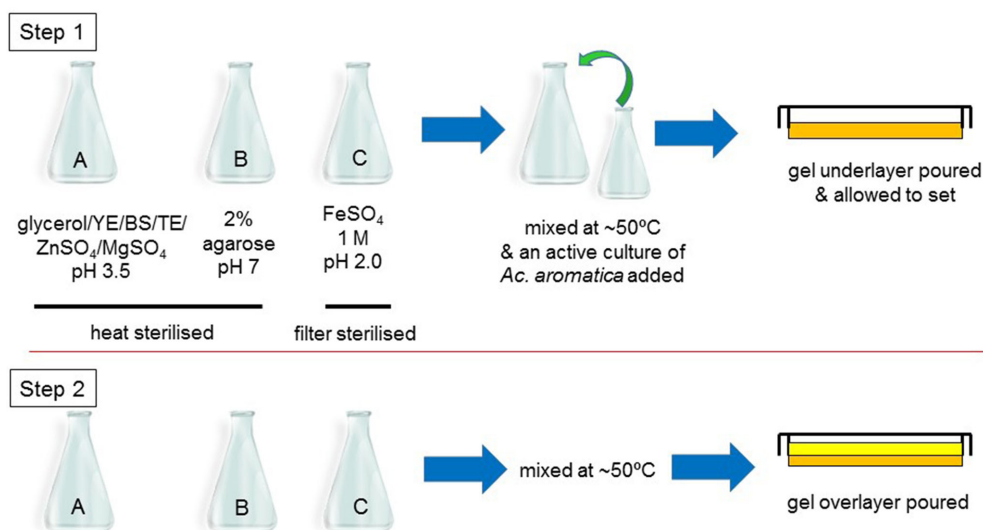 Step 1
A
B
C
glycerol/YE/BS/TE/
ZnSO₄/MgSO₄
pH 3.5
2%
agarose
pH 7
FeSO₄
1 M
pH 2.0
mixed at ~50ºC
& an active culture of
Ac. aromatica added
gel underlayer poured
& allowed to set
heat sterilised
filter sterilised
Step 2
A
B
C
mixed at ~50ºC
gel overlayer poured